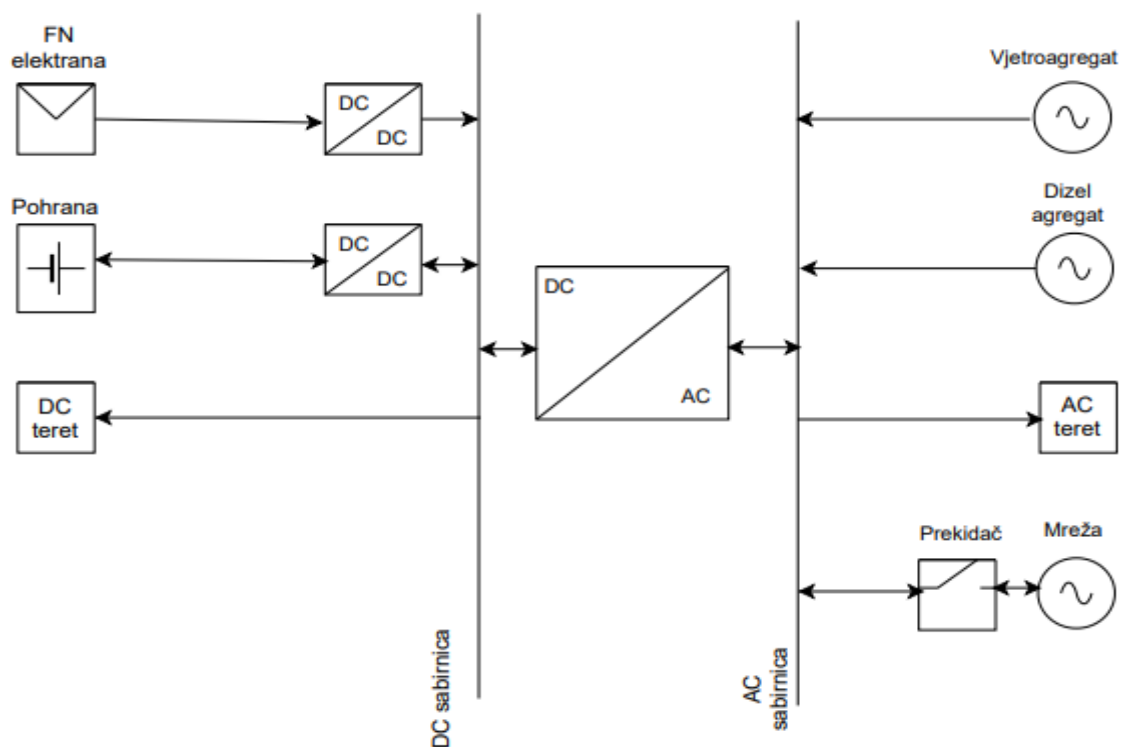 FN
elektrana
DC
DC
Pohrana
DC
DC
DC
teret
DC sabirnica
DC
AC
AC
sabirnica
Vjetroagregat
Dizel
agregat
AC
teret
Prekidač
Mreža